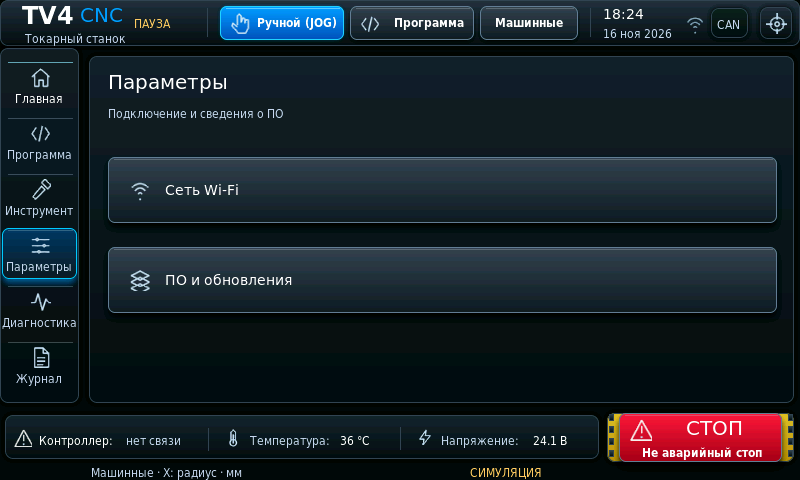 TV4 CNC ПАУЗА
Токарный станок
Ручной (JOG)
Программа
Машинные
18:24
16 ноя 2026
CAN
Главная
Программа
Инструмент
Параметры
Диагностика
Журнал
Параметры
Подключение и сведения о ПО
Сеть Wi-Fi
ПО и обновления
Контроллер: нет связи
Температура: 36 °C
Напряжение: 24.1 В
СТОП
Не аварийный стоп
Машинные · X: радиус · мм
СИМУЛЯЦИЯ